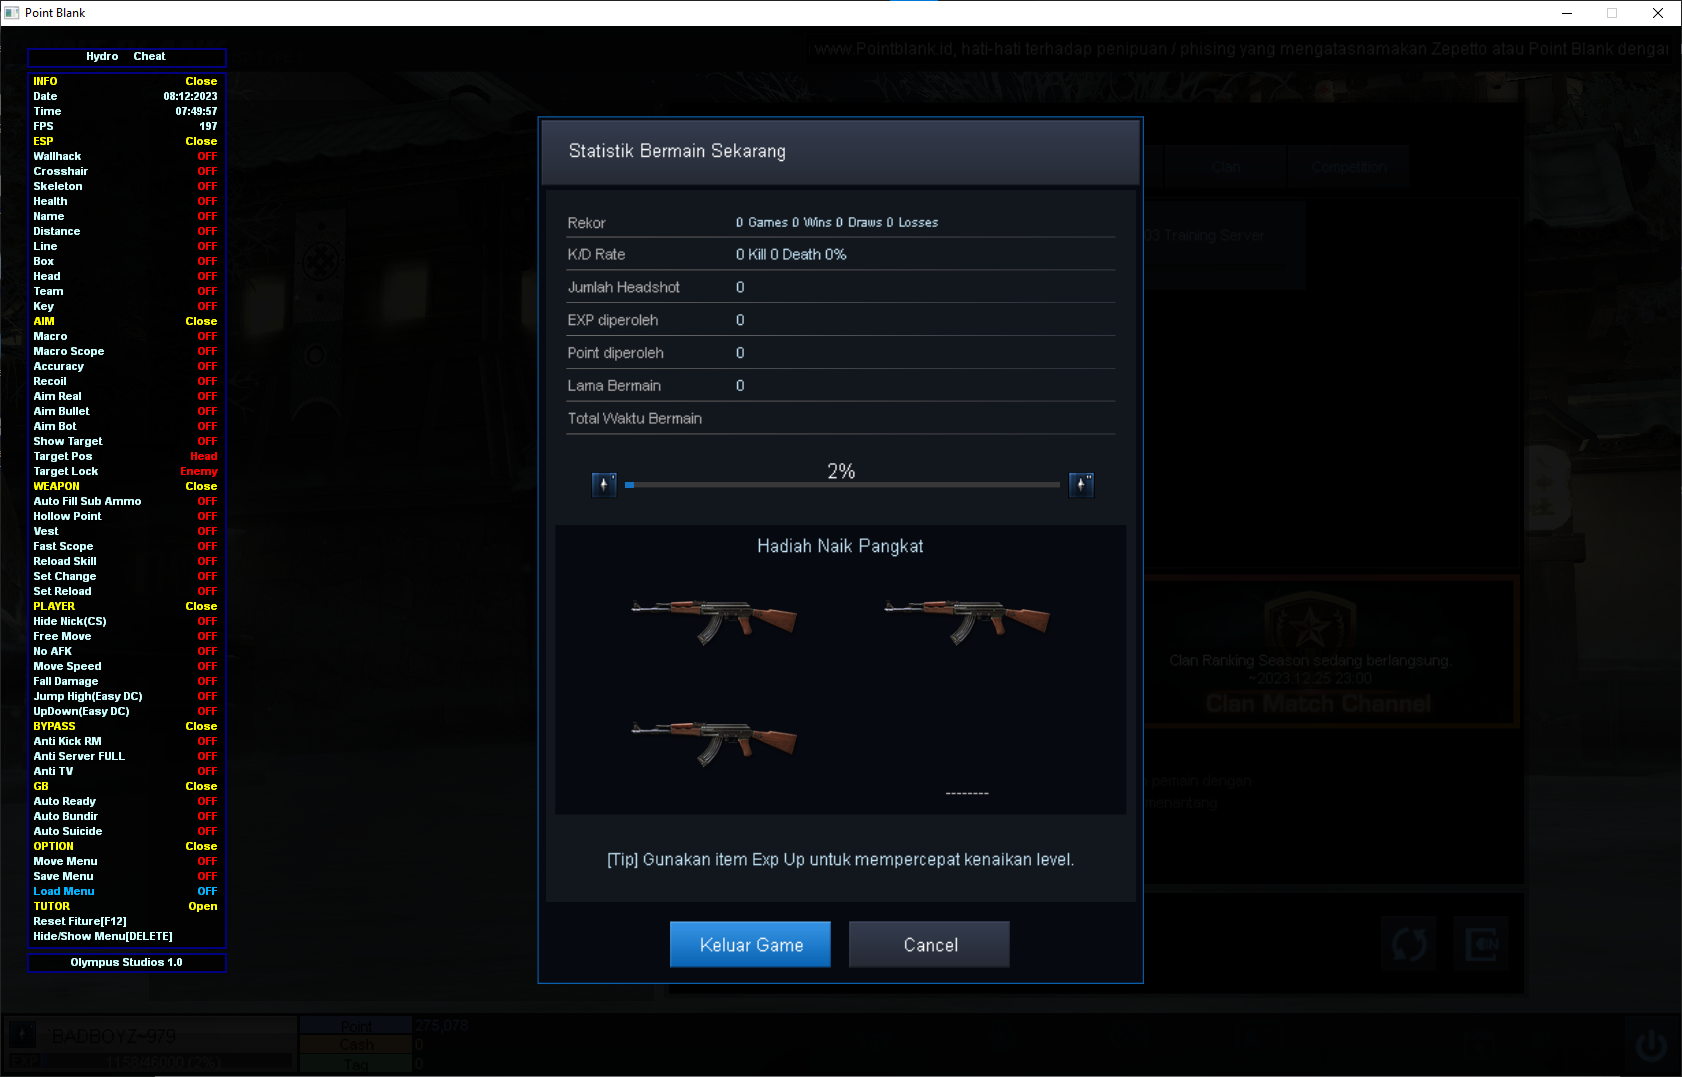 Point Blank
www.Pointblank.id, hati-hati terhadap penipuan / phising yang mengatasnamakan Zepetto atau Point Blank dengai
Hydro Cheat
INFO Close
Date 08:12:2023
Time 07:49:57
FPS 197
ESP Close
Wallhack OFF
Crosshair OFF
Skeleton OFF
Health OFF
Name OFF
Distance OFF
Line OFF
Box OFF
Head OFF
Team OFF
Key OFF
AIM Close
Macro OFF
Macro Scope OFF
Accuracy OFF
Recoil OFF
Aim Real OFF
Aim Bullet OFF
Aim Bot OFF
Show Target OFF
Target Pos Head
Target Lock Enemy
WEAPON Close
Auto Fill Sub Ammo OFF
Hollow Point OFF
Vest OFF
Fast Scope OFF
Reload Skill OFF
Set Change OFF
Set Reload OFF
PLAYER Close
Hide Nick(CS) OFF
Free Move OFF
No AFK OFF
Move Speed OFF
Fall Damage OFF
Jump High(Easy DC) OFF
UpDown(Easy DC) OFF
BYPASS Close
Anti Kick RM OFF
Anti Server FULL OFF
Anti TV OFF
GB Close
Auto Ready OFF
Auto Bundir OFF
Auto Suicide OFF
OPTION Close
Move Menu OFF
Save Menu OFF
Load Menu OFF
TUTOR Open
Reset Fiture[F12]
Hide/Show Menu[DELETE]
Olympus Studios 1.0
Statistik Bermain Sekarang
Rekor 0 Games 0 Wins 0 Draws 0 Losses
K/D Rate 0 Kill 0 Death 0%
Jumlah Headshot 0
EXP diperoleh 0
Point diperoleh 0
Lama Bermain 0
Total Waktu Bermain
2%
Hadiah Naik Pangkat
--------
[Tip] Gunakan item Exp Up untuk mempercepat kenaikan level.
Keluar Game Cancel
Clan Competition
03 Training Server
Clan Ranking Season sedang berlangsung.
~2023.12.25 23:00
Clan Match Channel
pemain dengan
menantang
ON
`BADBOYZ~979
EXP 1153/46000 (2%)
Point 275,078
Cash 0
Tag 0